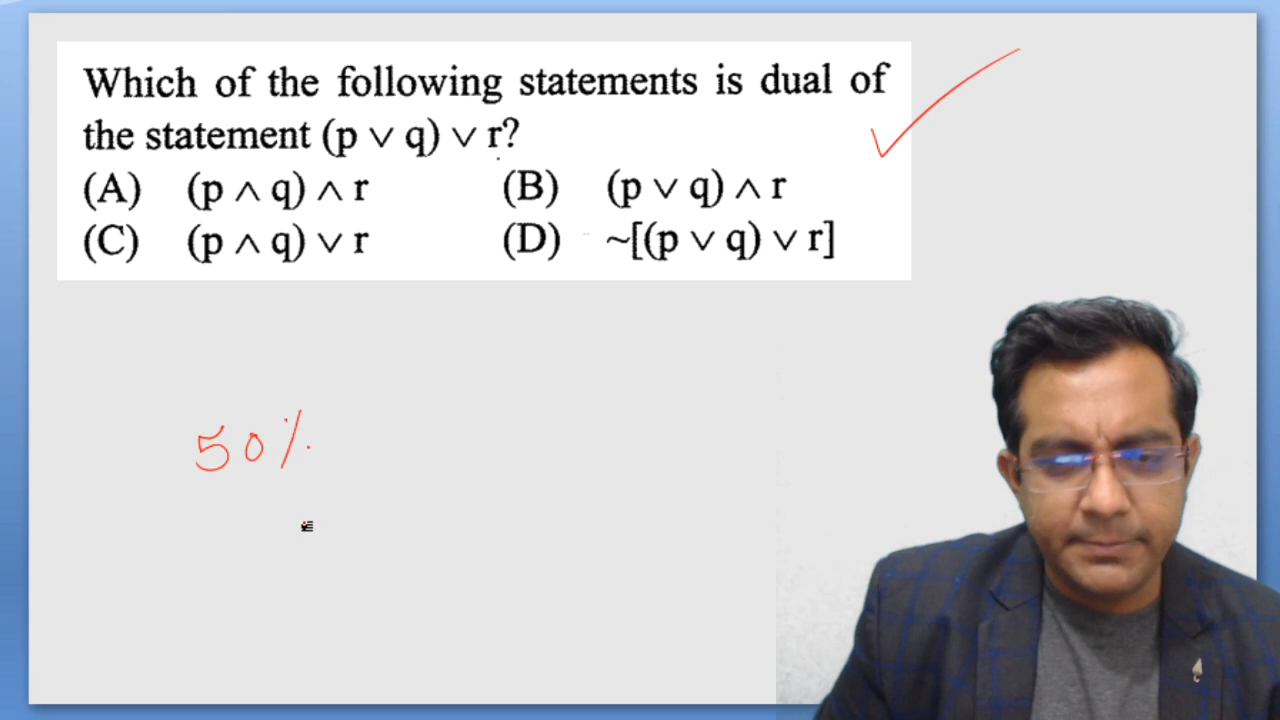 Which of the following statements is dual of
the statement (p ∨ q) ∨ r?
(A) (p ∧ q) ∧ r (B) (p ∨ q) ∧ r
(C) (p ∧ q) ∨ r (D) ~[(p ∨ q) ∨ r]
50%